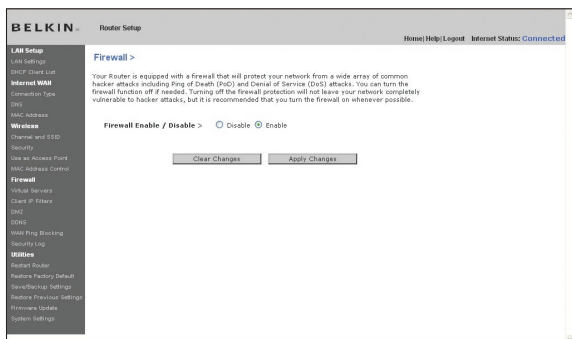 BELKIN
Router Setup
Home|Help|Logout Internet Status: Connected
LAN Setup
LAN Settings
DHCP Client List
Internet WAN
Connection Type
DNS
MAC Address
Wireless
Channel and SSID
Security
Use as Access Point
MAC Address Control
Firewall
Virtual Servers
Client IP Filters
DMZ
DDNS
WAN Ping Blocking
Security Log
Utilities
Restart Router
Restore Factory Default
Save/Backup Settings
Restore Previous Settings
Firmware Update
System Settings
Firewall >
Your Router is equipped with a firewall that will protect your network from a wide array of common
hacker attacks including Ping of Death (PoD) and Denial of Service (DoS) attacks. You can turn the
firewall function off if needed. Turning off the firewall protection will not leave your network completely
vulnerable to hacker attacks, but it is recommended that you turn the firewall on whenever possible.
Firewall Enable / Disable > Disable Enable
Clear Changes Apply Changes